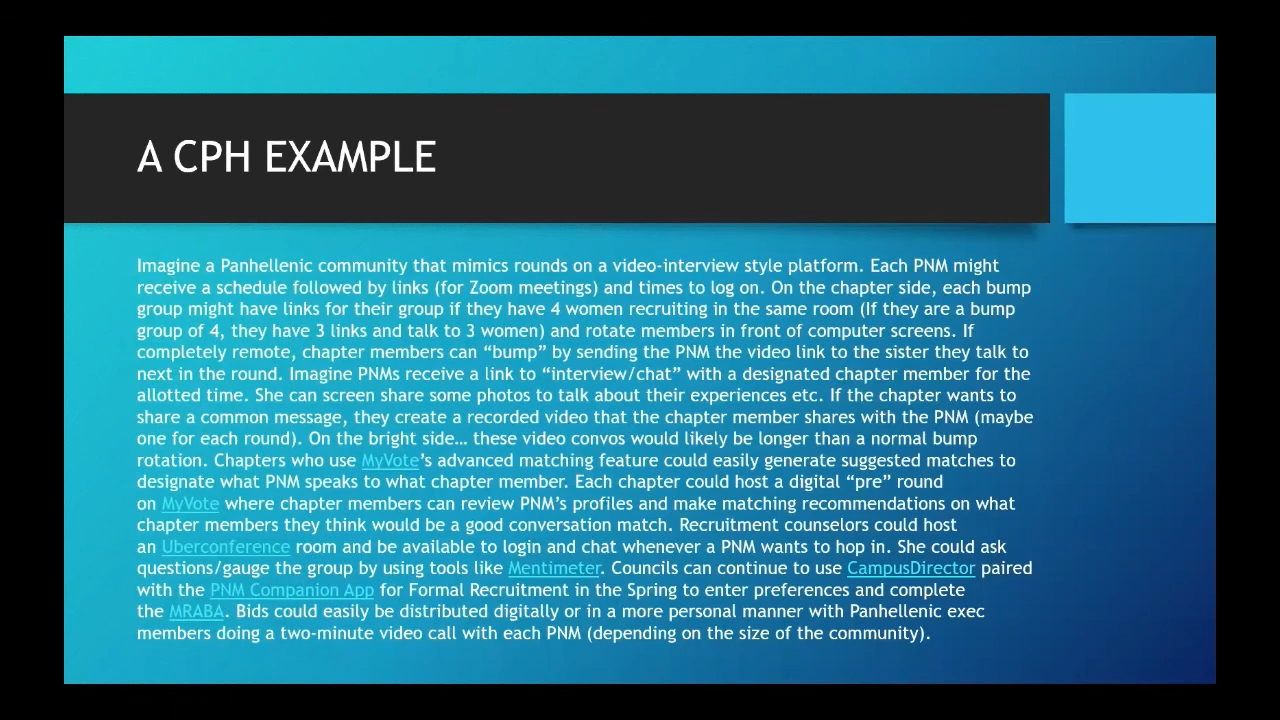 A CPH EXAMPLE
Imagine a Panhellenic community that mimics rounds on a video-interview style platform. Each PNM might
receive a schedule followed by links (for Zoom meetings) and times to log on. On the chapter side, each bump
group might have links for their group if they have 4 women recruiting in the same room (If they are a bump
group of 4, they have 3 links and talk to 3 women) and rotate members in front of computer screens. If
completely remote, chapter members can “bump” by sending the PNM the video link to the sister they talk to
next in the round. Imagine PNMs receive a link to “interview/chat” with a designated chapter member for the
allotted time. She can screen share some photos to talk about their experiences etc. If the chapter wants to
share a common message, they create a recorded video that the chapter member shares with the PNM (maybe
one for each round). On the bright side… these video convos would likely be longer than a normal bump
rotation. Chapters who use MyVote’s advanced matching feature could easily generate suggested matches to
designate what PNM speaks to what chapter member. Each chapter could host a digital “pre” round
on MyVote where chapter members can review PNM’s profiles and make matching recommendations on what
chapter members they think would be a good conversation match. Recruitment counselors could host
an Uberconference room and be available to login and chat whenever a PNM wants to hop in. She could ask
questions/gauge the group by using tools like Mentimeter. Councils can continue to use CampusDirector paired
with the PNM Companion App for Formal Recruitment in the Spring to enter preferences and complete
the MRABA. Bids could easily be distributed digitally or in a more personal manner with Panhellenic exec
members doing a two-minute video call with each PNM (depending on the size of the community).